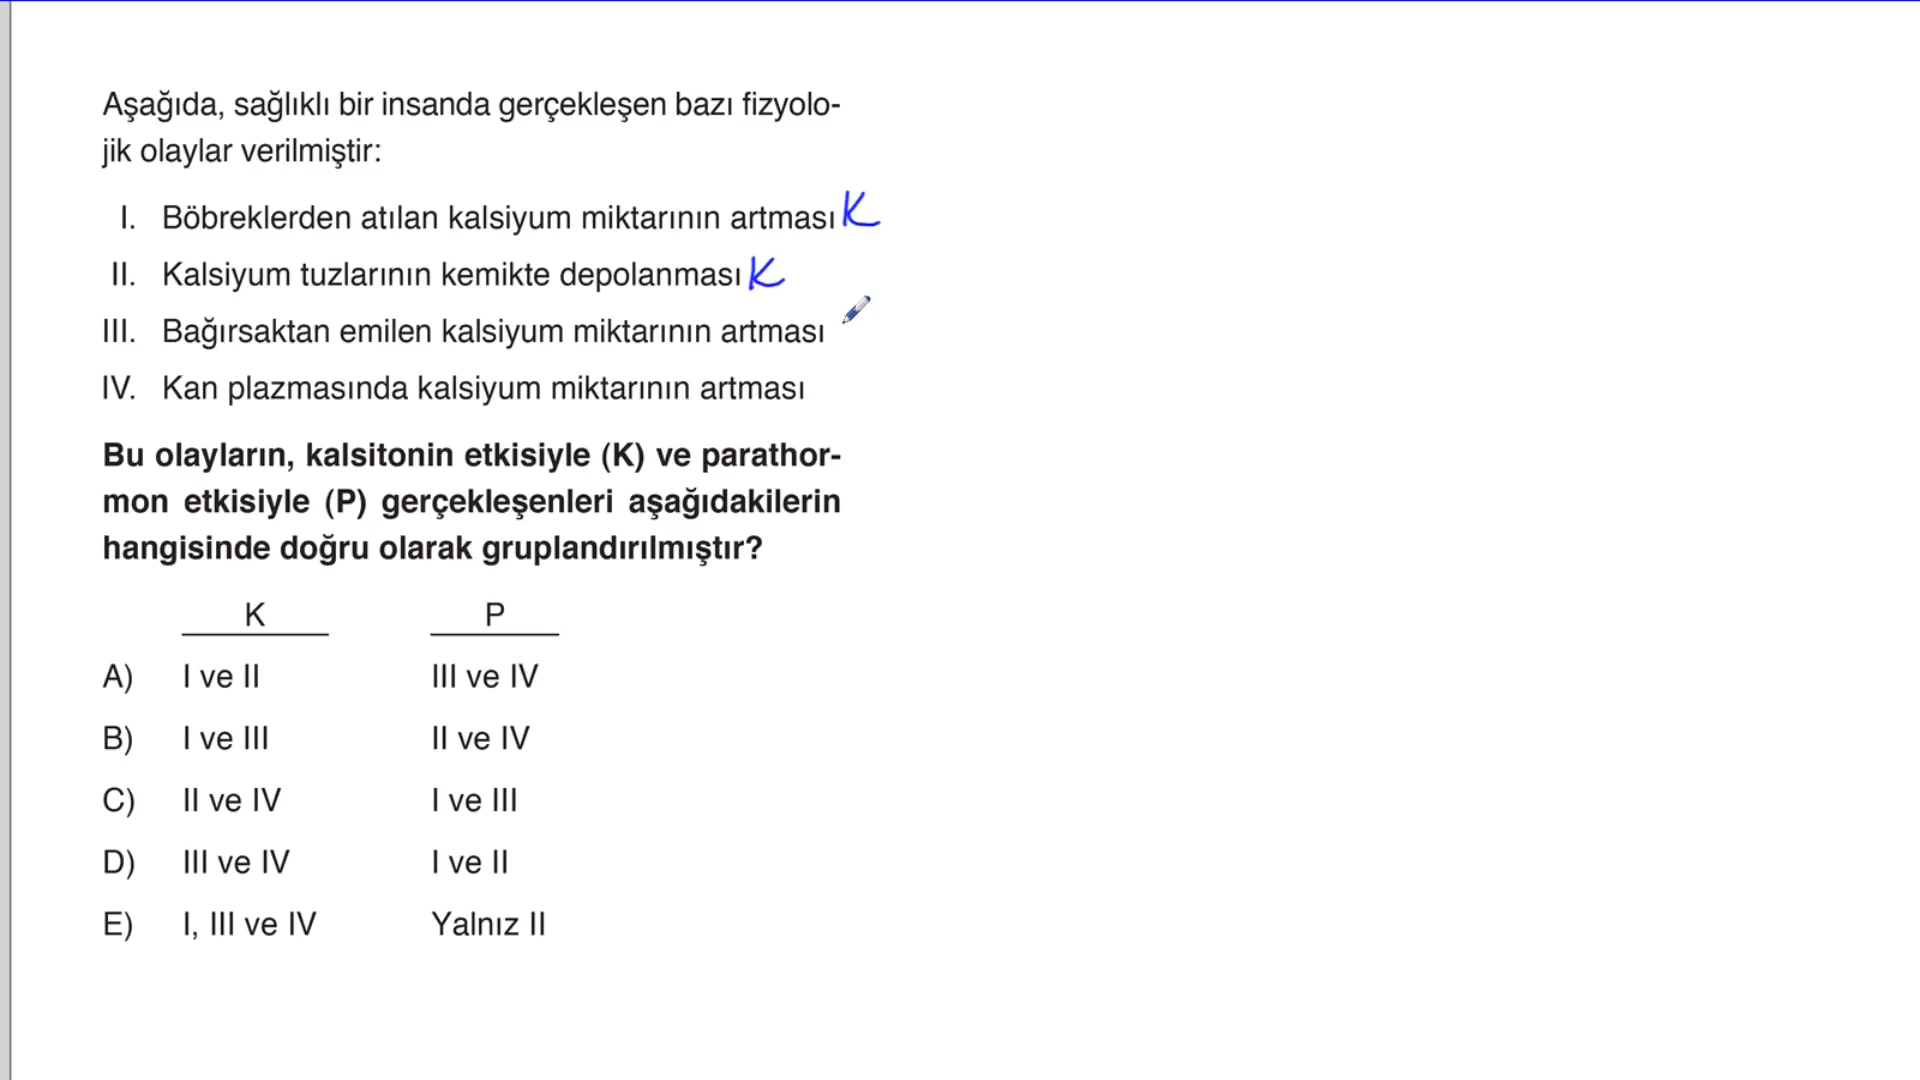 Aşağıda, sağlıklı bir insanda gerçekleşen bazı fizyolo-
jik olaylar verilmiştir:
I. Böbreklerden atılan kalsiyum miktarının artması K
II. Kalsiyum tuzlarının kemikte depolanması K
III. Bağırsaktan emilen kalsiyum miktarının artması
IV. Kan plazmasında kalsiyum miktarının artması
Bu olayların, kalsitonin etkisiyle (K) ve parathor-
mon etkisiyle (P) gerçekleşenleri aşağıdakilerin
hangisinde doğru olarak gruplandırılmıştır?
K P
A) I ve II III ve IV
B) I ve III II ve IV
C) II ve IV I ve III
D) III ve IV I ve II
E) I, III ve IV Yalnız II